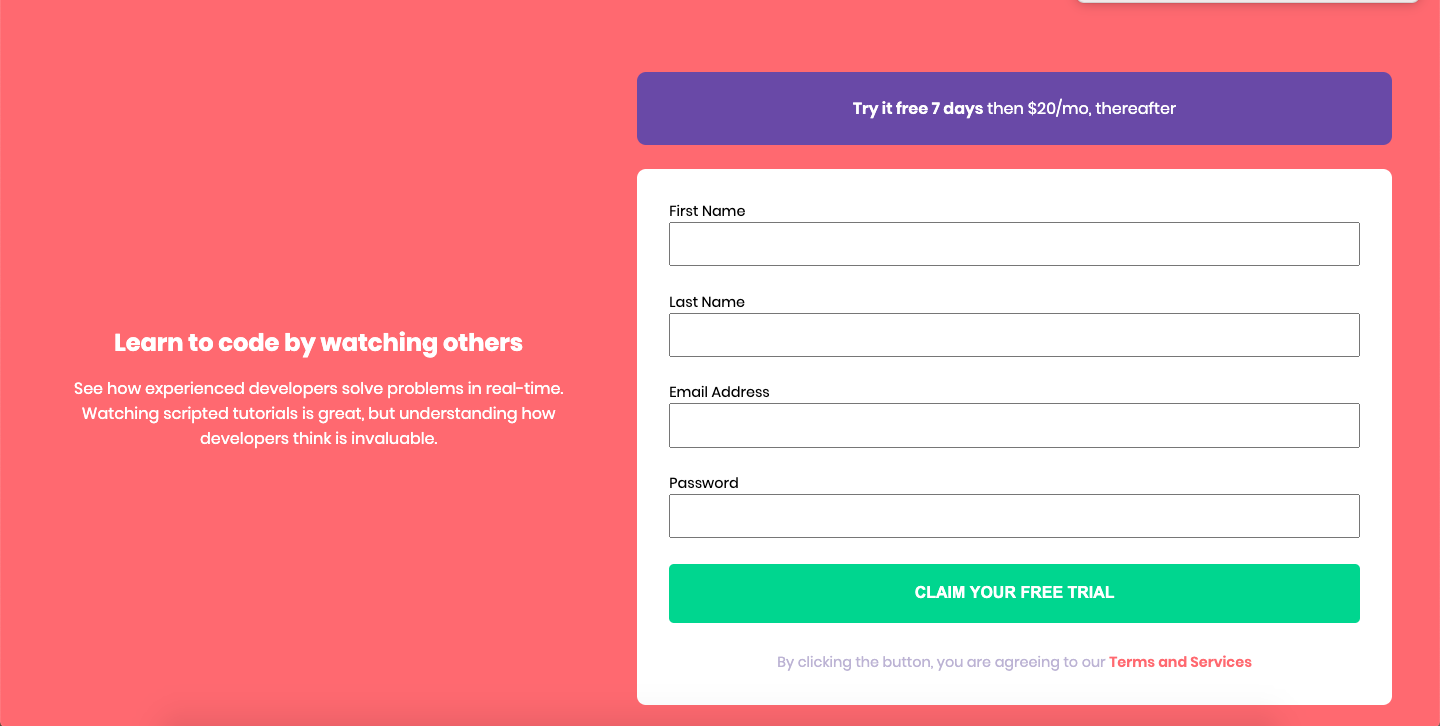 Learn to code by watching others
See how experienced developers solve problems in real-time.
Watching scripted tutorials is great, but understanding how
developers think is invaluable.
Try it free 7 days then $20/mo, thereafter
First Name
Last Name
Email Address
Password
CLAIM YOUR FREE TRIAL
By clicking the button, you are agreeing to our Terms and Services